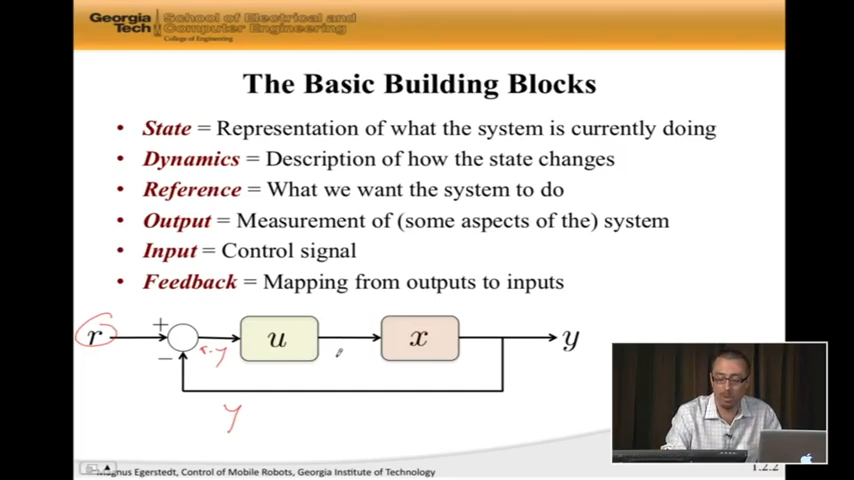 Georgia Tech
School of Electrical and Computer Engineering
College of Engineering
The Basic Building Blocks
• State = Representation of what the system is currently doing
• Dynamics = Description of how the state changes
• Reference = What we want the system to do
• Output = Measurement of (some aspects of the) system
• Input = Control signal
• Feedback = Mapping from outputs to inputs
r + u x y
−
r-y
y
Magnus Egerstedt, Control of Mobile Robots, Georgia Institute of Technology
1.2.2